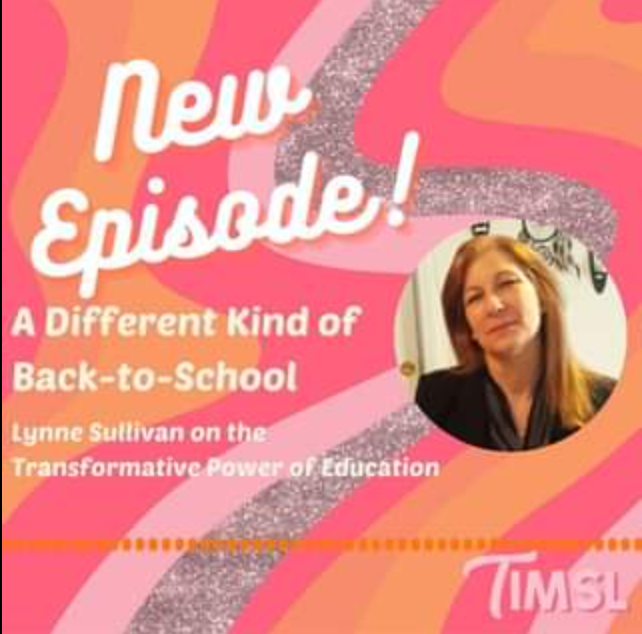 New
Episode!
A Different Kind of
Back-to-School
Lynne Sullivan on the
Transformative Power of Education
TIMSL